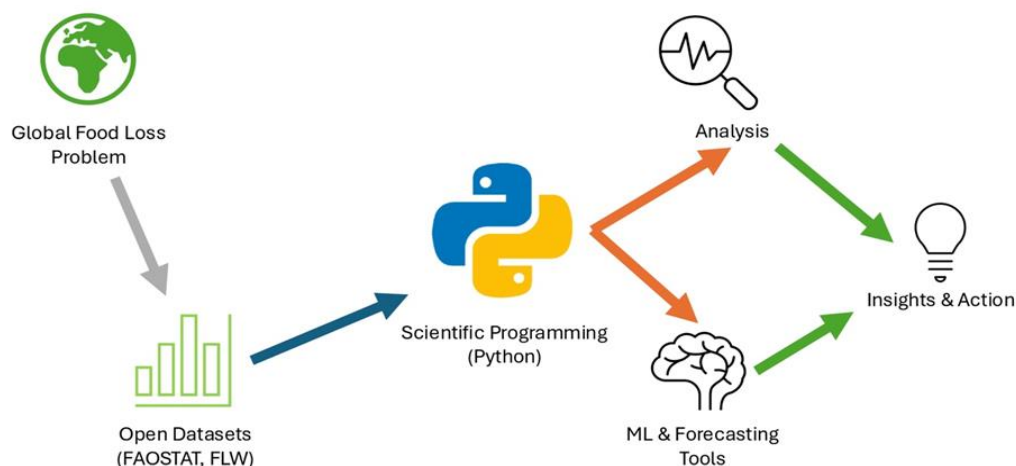 Global Food Loss
Problem
Open Datasets
(FAOSTAT, FLW)
Scientific Programming
(Python)
Analysis
ML & Forecasting
Tools
Insights & Action